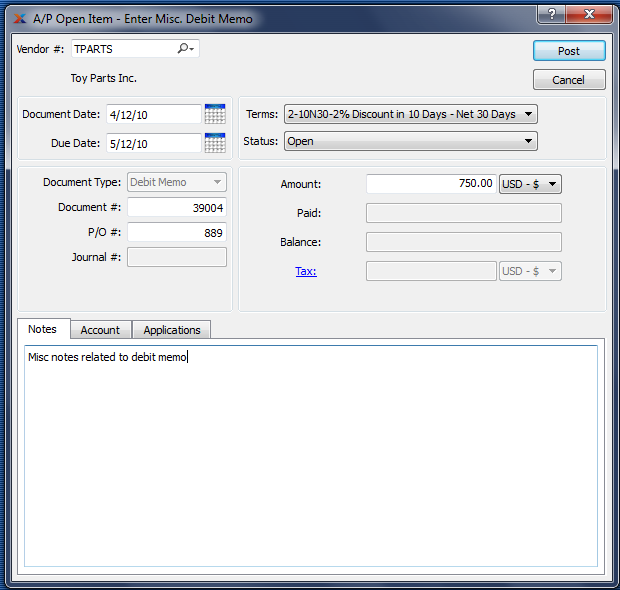 A/P Open Item - Enter Misc. Debit Memo
?
Vendor #: TPARTS
Post
Toy Parts Inc.
Cancel
Document Date: 4/12/10
Terms: 2-10N30-2% Discount in 10 Days - Net 30 Days
Due Date: 5/12/10
Status: Open
Document Type: Debit Memo
Amount: 750.00 USD - $
Document #: 39004
Paid:
P/O #: 889
Balance:
Journal #:
Tax: USD - $
Notes Account Applications
Misc notes related to debit memo